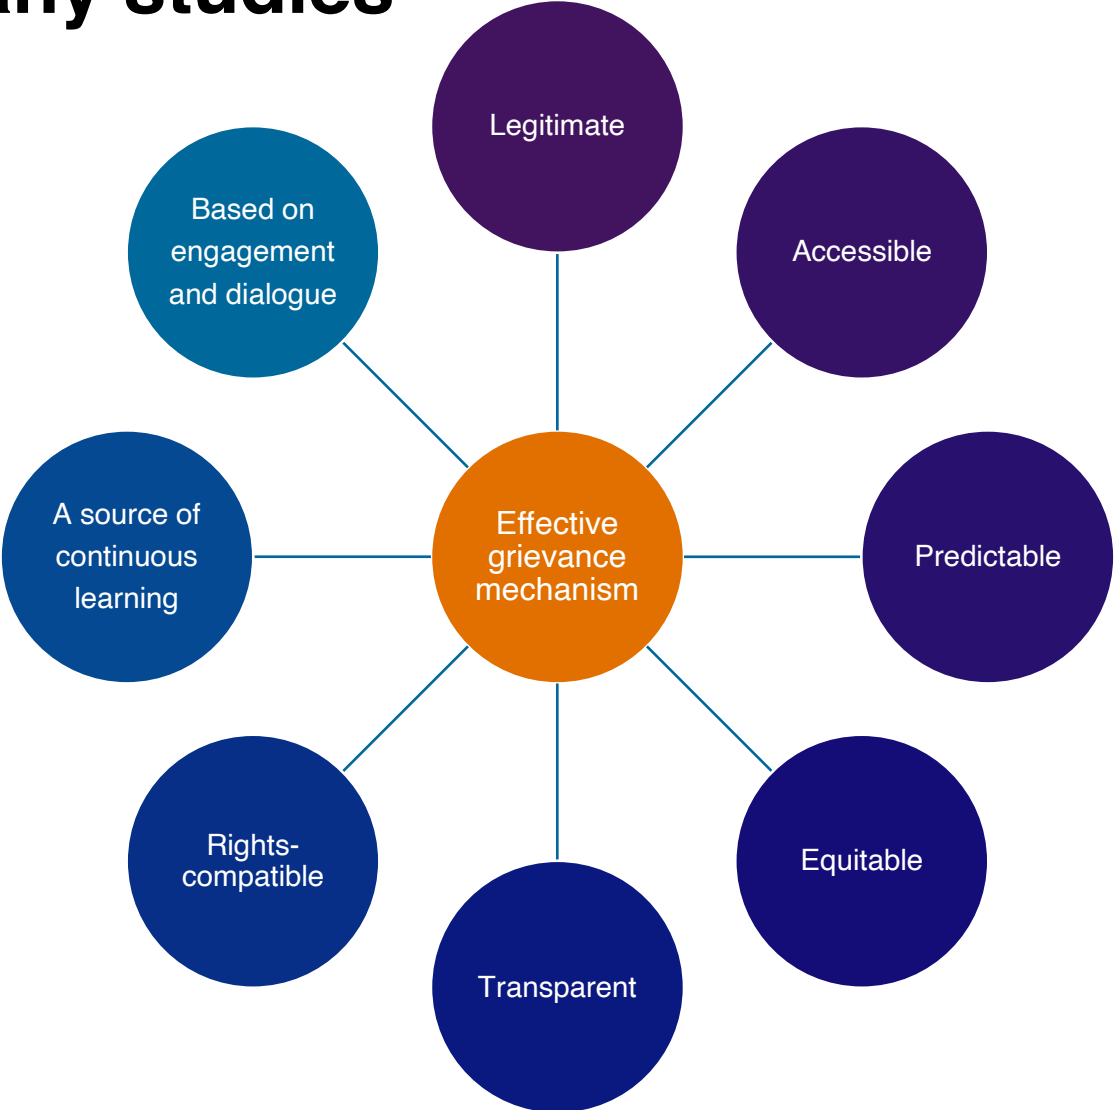 studies
Legitimate
Accessible
Predictable
Equitable
Transparent
Rights-
compatible
A source of
continuous
learning
Based on
engagement
and dialogue
Effective
grievance
mechanism